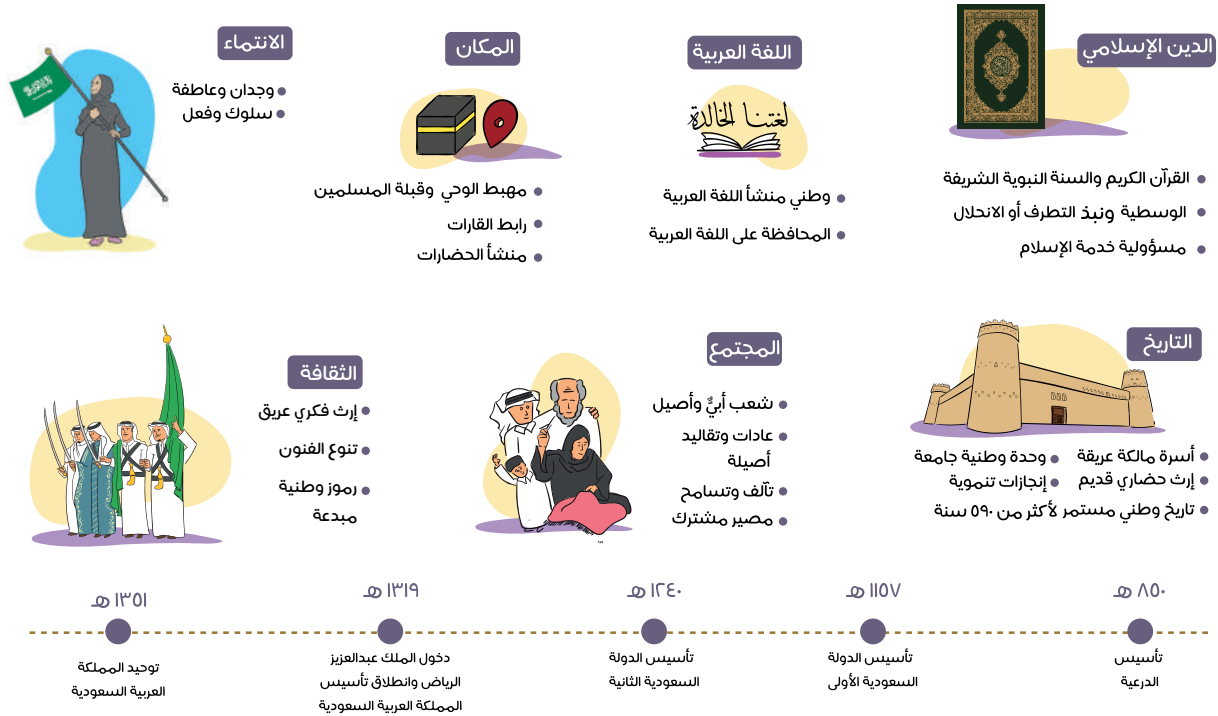 الدين الإسلامي
القرآن الكريم والسنة النبوية الشريفة
الوسطية ونبذ التطرف أو الانحلال
مسؤولية خدمة الإسلام
اللغة العربية
لغتنا الخالدة
وطني منشأ اللغة العربية
المحافظة على اللغة العربية
المكان
مهبط الوحي وقبلة المسلمين
رابط القارات
منشأ الحضارات
الانتماء
وجدان وعاطفة
سلوك وفعل
التاريخ
أسرة مالكة عريقة
إرث حضاري قديم
وحدة وطنية جامعة
إنجازات تنموية
تاريخ وطني مستمر لأكثر من ٥٩٠ سنة
المجتمع
شعب أبيٌّ وأصيل
عادات وتقاليد
أصيلة
تآلف وتسامح
مصير مشترك
الثقافة
إرث فكري عريق
تنوع الفنون
رموز وطنية
مبدعة
٨٥٠ هـ
تأسيس
الدرعية
١١٥٧ هـ
تأسيس الدولة
السعودية الأولى
١٢٤٠ هـ
تأسيس الدولة
السعودية الثانية
١٣١٩ هـ
دخول الملك عبدالعزيز
الرياض وانطلاق تأسيس
المملكة العربية السعودية
١٣٥١ هـ
توحيد المملكة
العربية السعودية